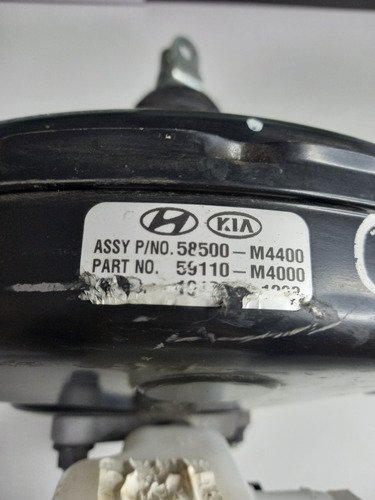 KIA
ASSY P/NO. 58500-M4400
PART NO. 59110-M4000